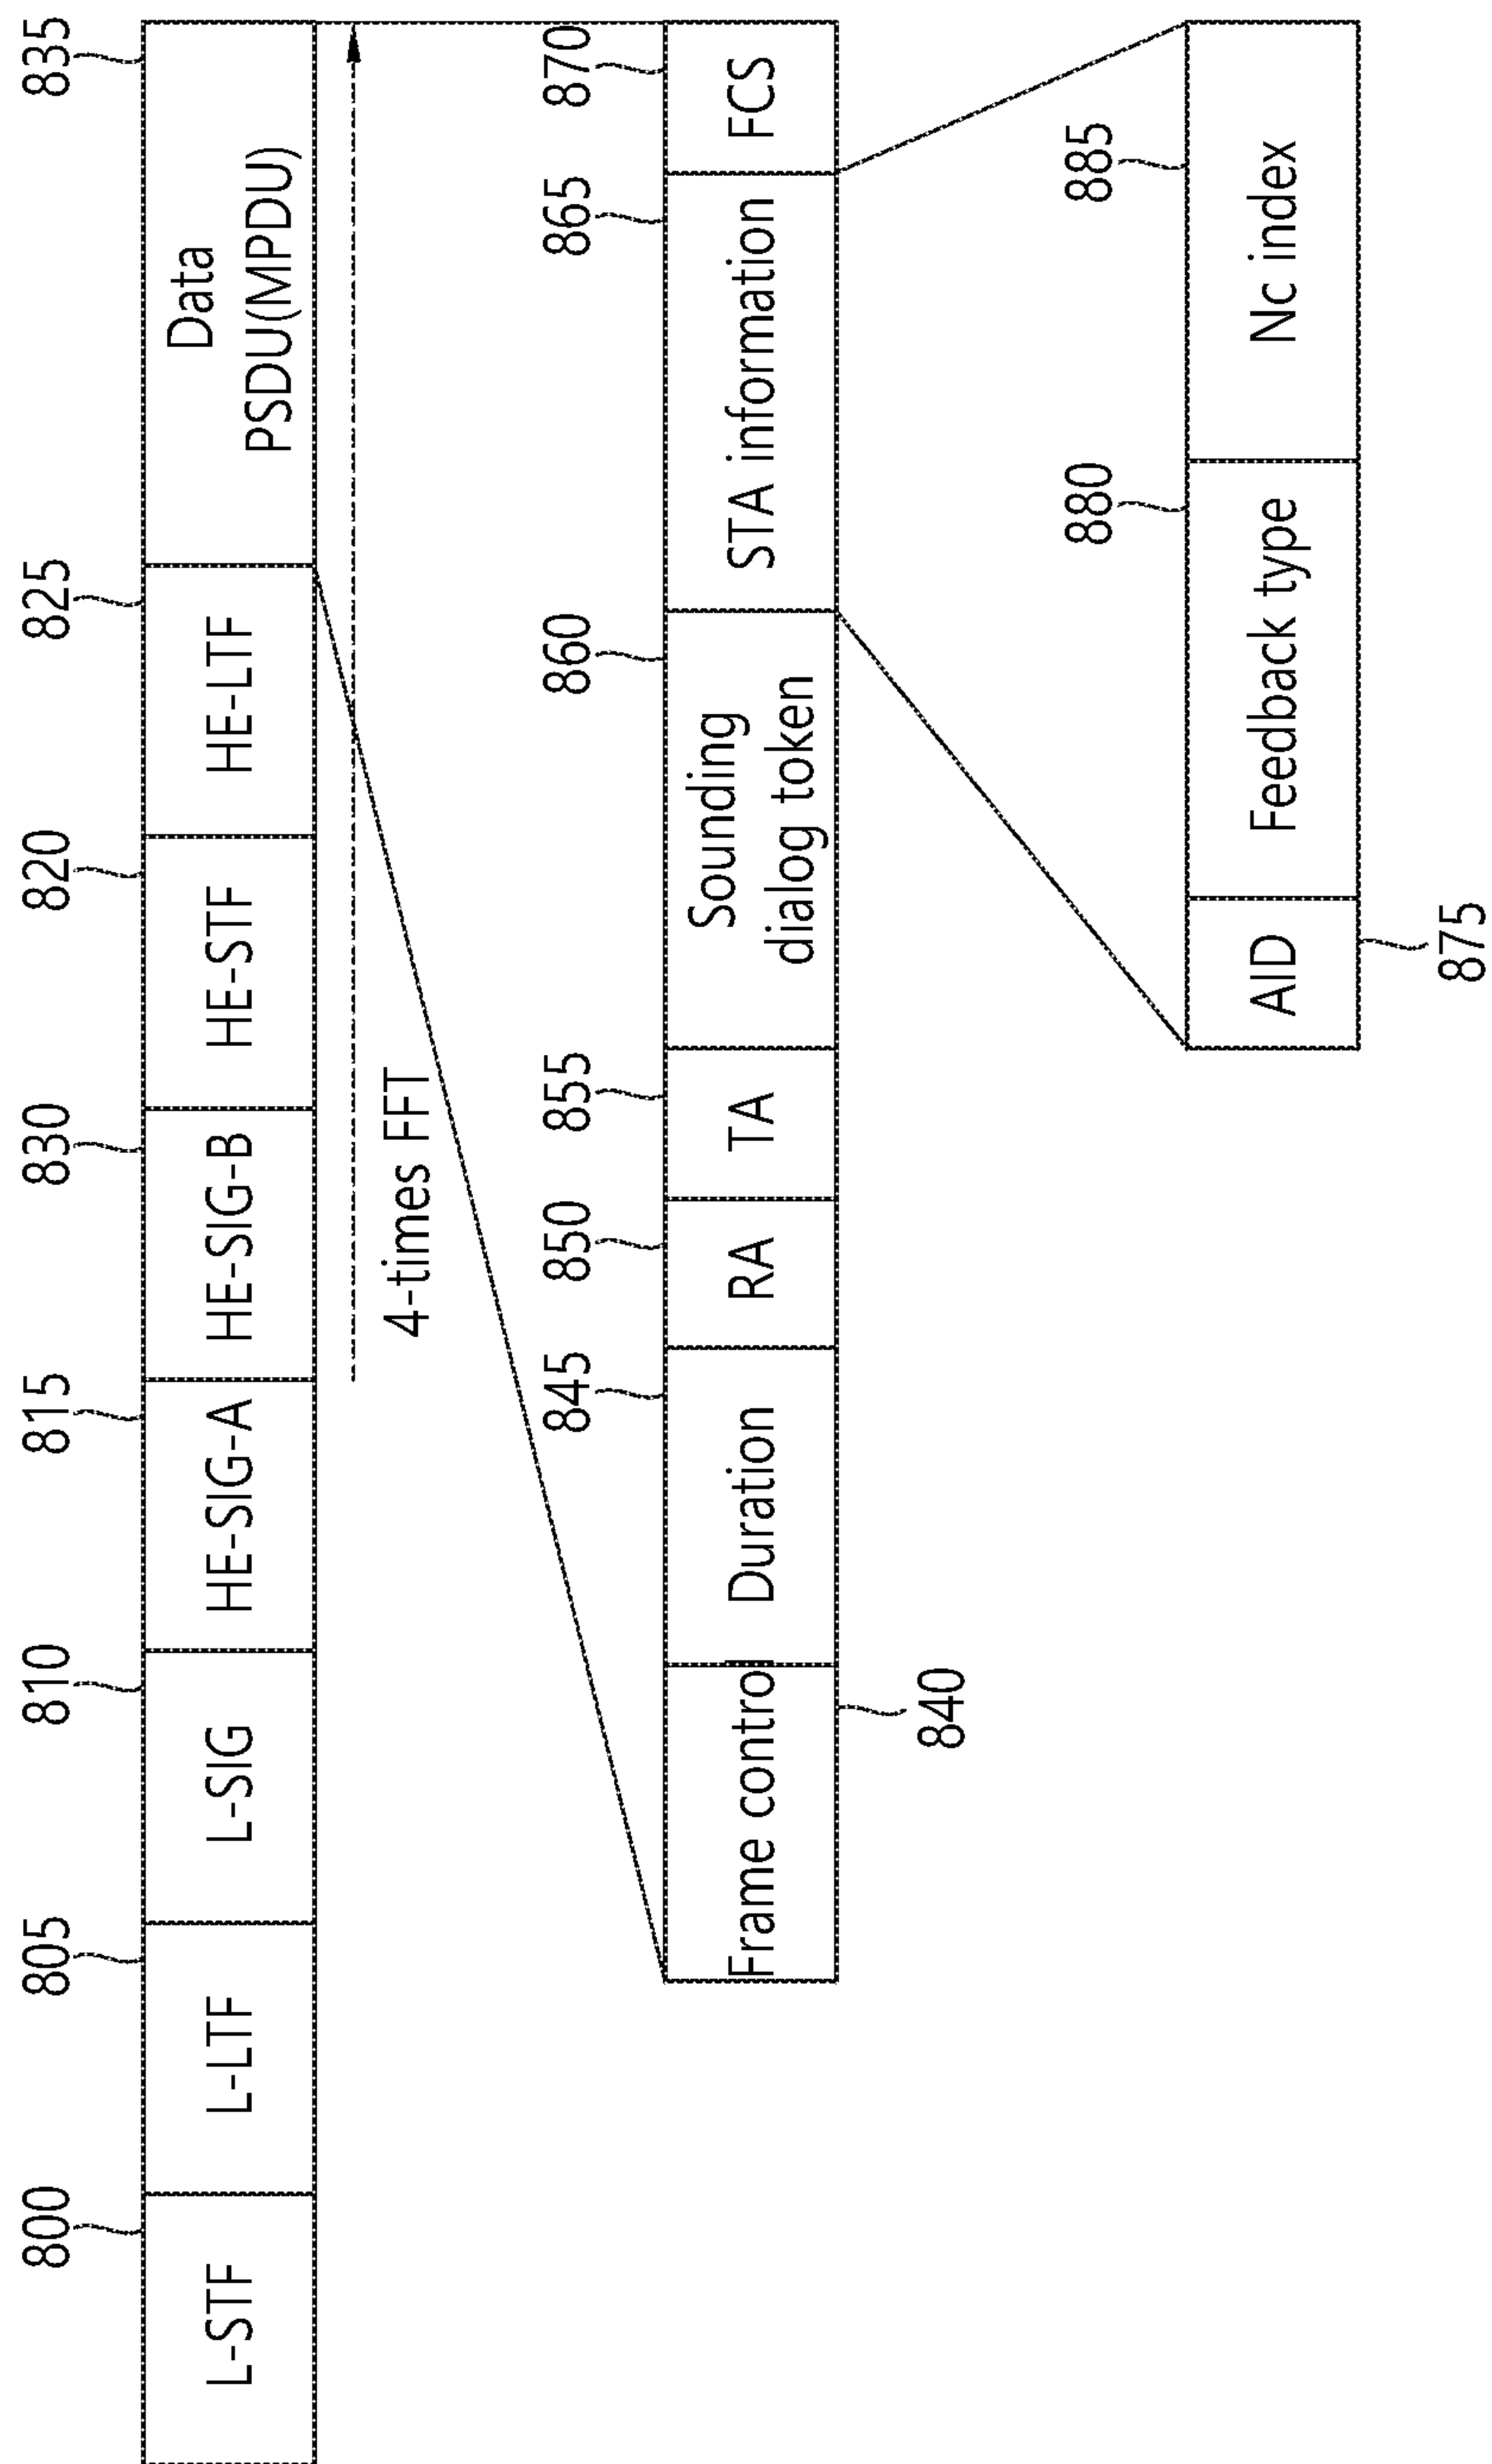 800
805
810
815
830
820
825
835
L-STF
L-LTF
L-SIG
HE-SIG-A
HE-SIG-B
HE-STF
HE-LTF
Data
PSDU(MPDU)
4-times FFT
845
850
855
860
865
870
Frame control
Duration
RA
TA
Sounding
dialog token
STA information
FCS
840
880
885
AID
Feedback type
Nc index
875